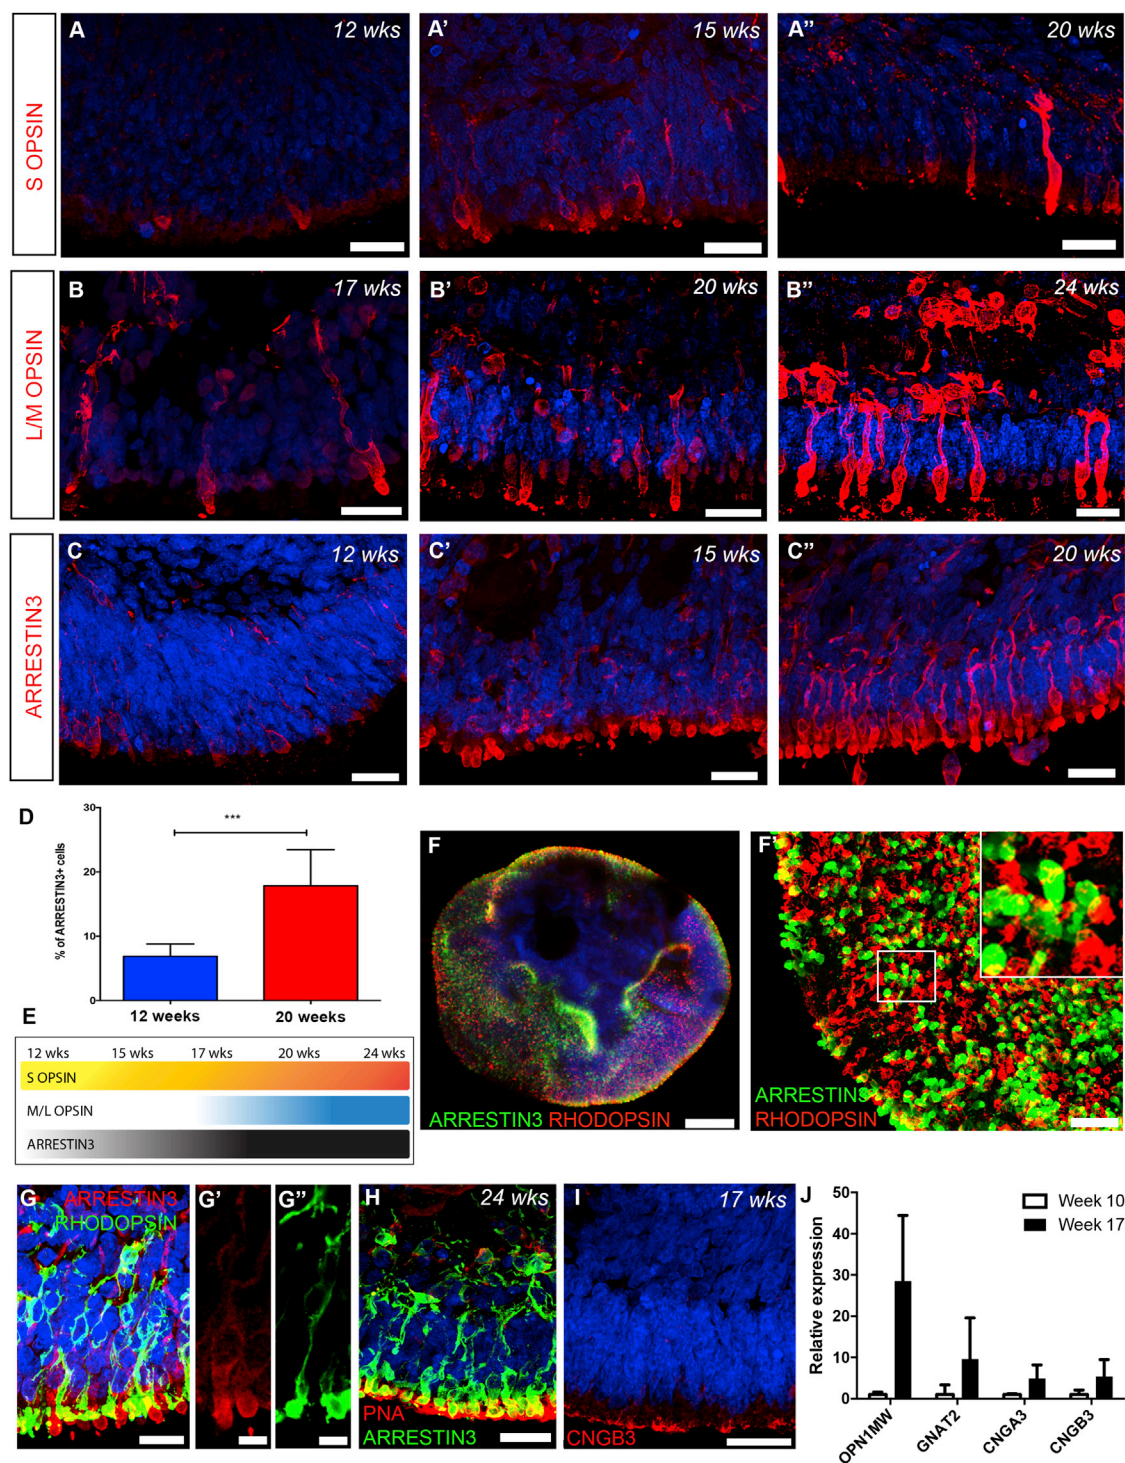 A 12 wks
A' 15 wks
A" 20 wks
S OPSIN
B 17 wks
B' 20 wks
B" 24 wks
L/M OPSIN
C 12 wks
C' 15 wks
C" 20 wks
ARRESTIN3
D
30
20
10
0
% of ARRESTIN3+ cells
***
12 weeks 20 weeks
E
12 wks 15 wks 17 wks 20 wks 24 wks
S OPSIN
M/L OPSIN
ARRESTIN3
F
ARRESTIN3 RHODOPSIN
F'
ARRESTIN3
RHODOPSIN
G ARRESTIN3
RHODOPSIN
G'
G"
H 24 wks
PNA
ARRESTIN3
I 17 wks
CNGB3
J
Week 10
Week 17
50
40
30
20
10
0
Relative expression
OPN1MW GNAT2 CNGA3 CNGB3